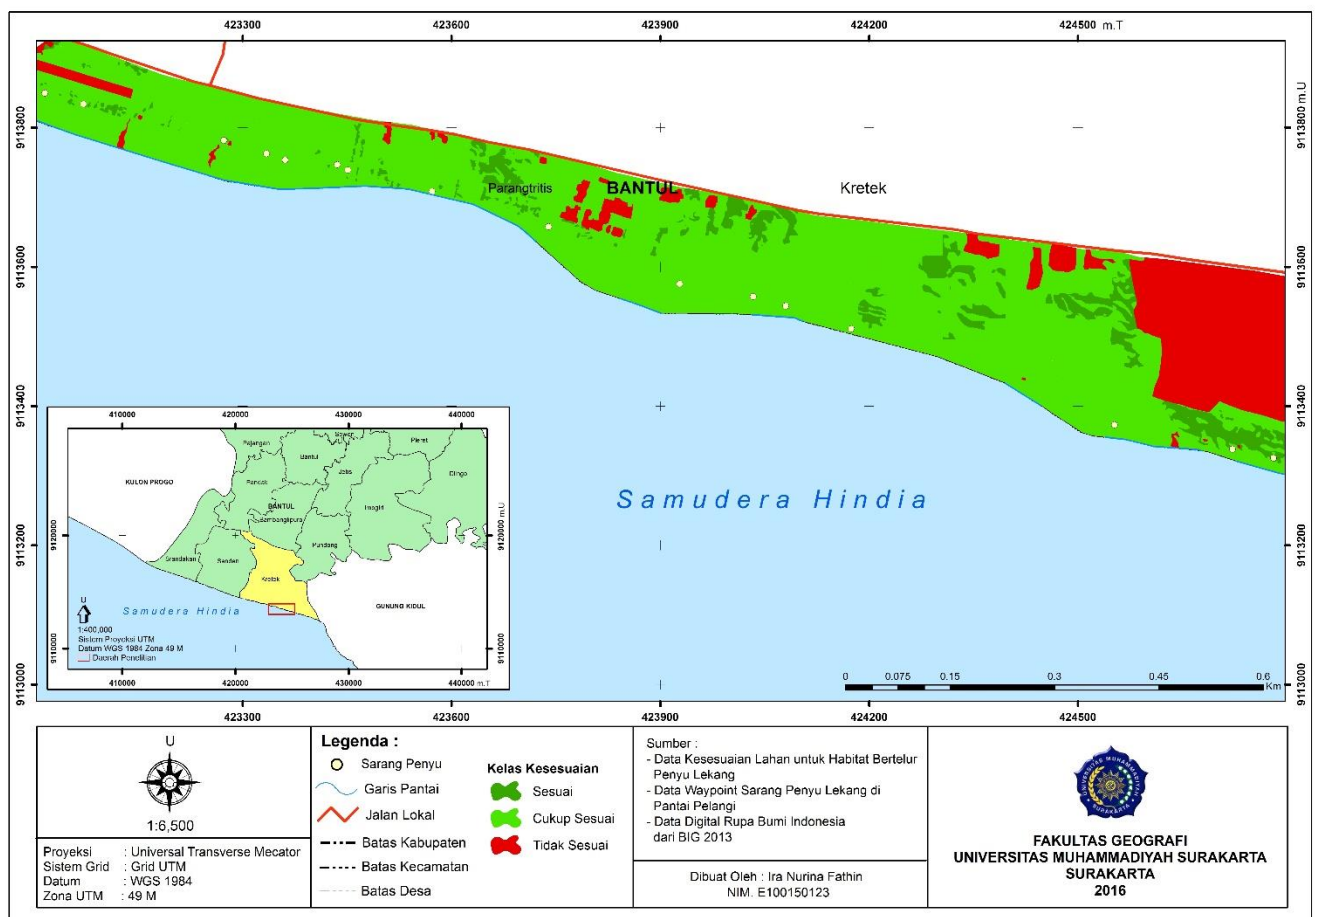 423300 423600 423900 424200 424500 m.T
9113800
9113600
9113400
9113200
9113000
9113800 m.U
9113600
9113400
9113200
9113000
Parangtritis
BANTUL
Kretek
Samudera Hindia
0 0.075 0.15 0.3 0.45 0.6
Km
423300 423600 423900 424200 424500
410000 420000 430000 440000
9120000
9110000
9120000 m.U
9110000
Pajangan
Bantul
Pleret
Jetis
Dlingo
KULON PROGO
Pandak
BANTUL
Bambanglipuro
Imogiri
Pundong
Srandakan
Sanden
Kretek
GUNUNG KIDUL
Samudera Hindia
U
1:400,000
Sistem Proyeksi UTM
Datum WGS 1984 Zona 49 M
Daerah Penelitian
410000 420000 430000 440000 m.T
U
1:6,500
Proyeksi : Universal Transverse Mecator
Sistem Grid : Grid UTM
Datum : WGS 1984
Zona UTM : 49 M
Legenda :
Sarang Penyu
Garis Pantai
Jalan Lokal
Batas Kabupaten
Batas Kecamatan
Batas Desa
Kelas Kesesuaian
Sesuai
Cukup Sesuai
Tidak Sesuai
Sumber :
- Data Kesesuaian Lahan untuk Habitat Bertelur
Penyu Lekang
- Data Waypoint Sarang Penyu Lekang di
Pantai Pelangi
- Data Digital Rupa Bumi Indonesia
dari BIG 2013
Dibuat Oleh : Ira Nurina Fathin
NIM. E100150123
UNIVERSITAS MUHAMMADIYAH
SURAKARTA
FAKULTAS GEOGRAFI
UNIVERSITAS MUHAMMADIYAH SURAKARTA
SURAKARTA
2016